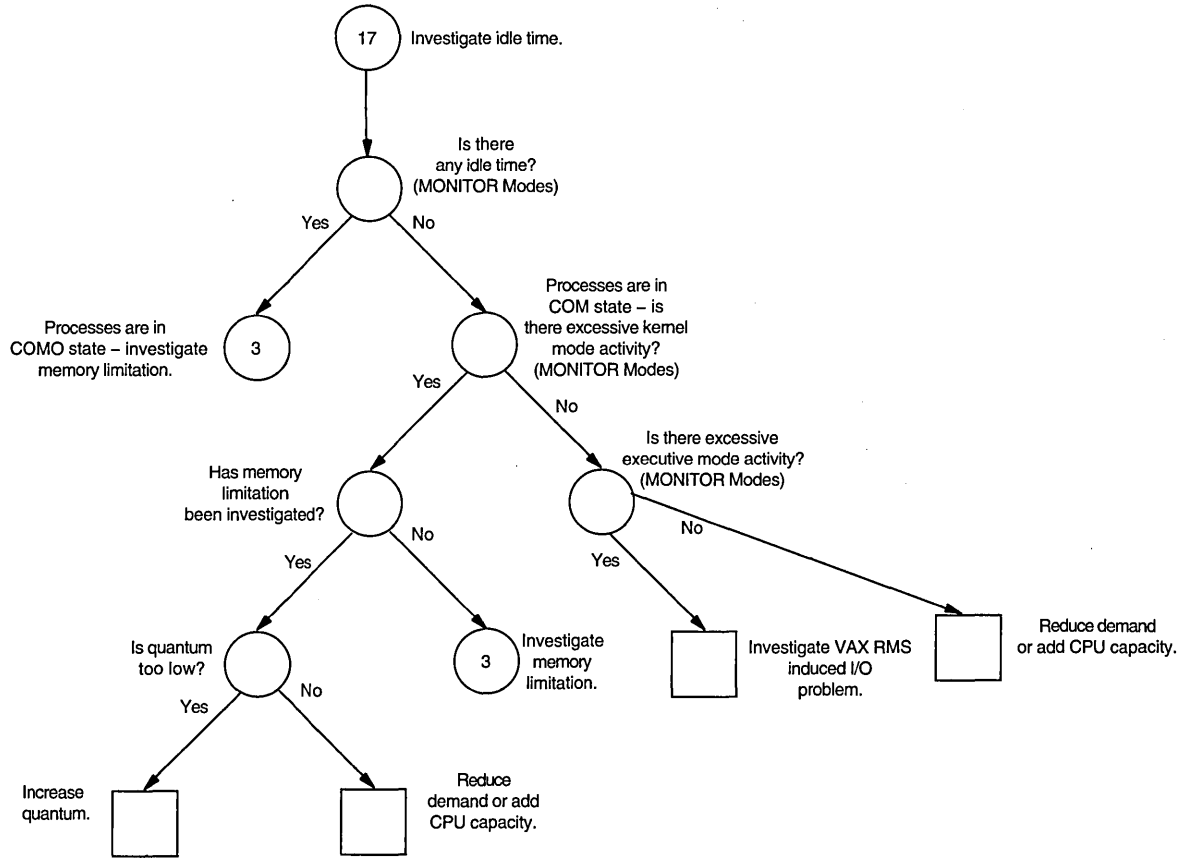 17
Investigate idle time.
Is there
any idle time?
(MONITOR Modes)
Yes
No
Processes are in
COMO state – investigate
memory limitation.
3
Processes are in
COM state – is
there excessive kernel
mode activity?
(MONITOR Modes)
Yes
No
Has memory
limitation
been investigated?
Is there excessive
executive mode activity?
(MONITOR Modes)
Yes
No
Yes
No
Is quantum
too low?
3
Investigate
memory
limitation.
Investigate VAX RMS
induced I/O
problem.
Reduce demand
or add CPU capacity.
Yes
No
Increase
quantum.
Reduce
demand or add
CPU capacity.